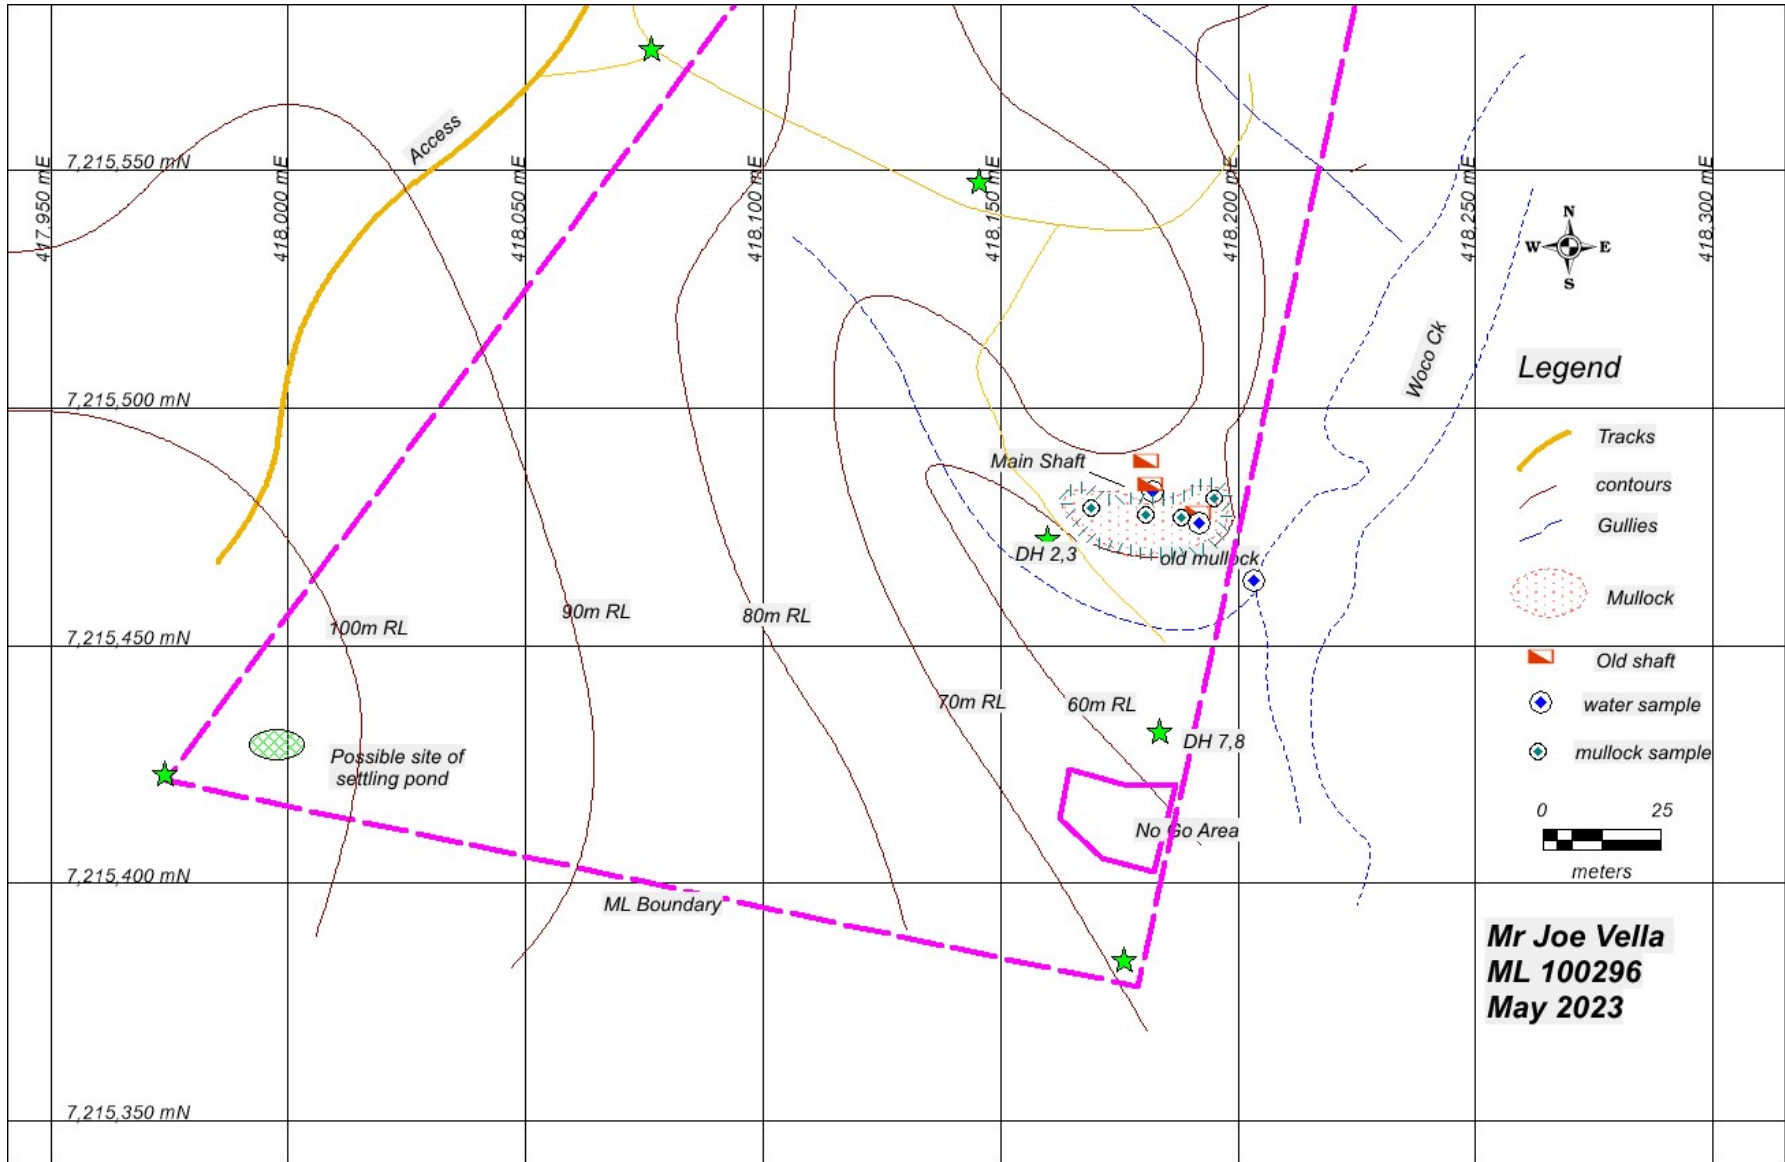 Access
7,215,550 mN
417,950 mE
418,000 mE
418,050 mE
418,100 mE
418,150 mE
418,200 mE
418,250 mE
418,300 mE
N
W
E
S
Woco Ck
Legend
7,215,500 mN
Tracks
Main Shaft
contours
Gullies
DH 2,3
old mullock
Mullock
90m RL
80m RL
100m RL
7,215,450 mN
Old shaft
70m RL
60m RL
water sample
DH 7,8
Possible site of
settling pond
mullock sample
0
25
No Go Area
meters
7,215,400 mN
ML Boundary
Mr Joe Vella
ML 100296
May 2023
7,215,350 mN